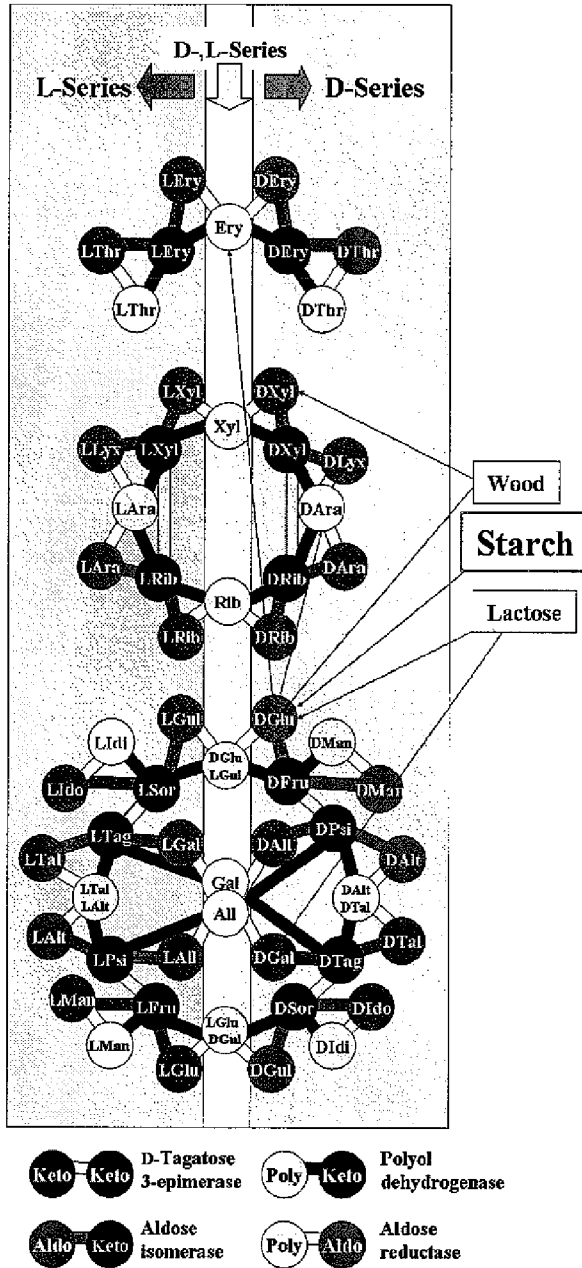 D-,L-Series
L-Series
D-Series
LEry
DEry
Ery
LThr
LEry
DEry
DThr
LThr
DThr
LXyl
DXyl
Xyl
LLyx
LXyl
DXyl
DLyx
Wood
LAra
DAra
Starch
LAra
LRib
DRib
DAra
Rib
Lactose
LRib
DRib
LGul
DGlu
LIdi
DGlu
LGul
DMan
LIdo
LSor
DFru
DMan
LTag
DPsi
LTal
LGal
DAll
DAlt
Gal
LTal
LAlt
DAlt
DTal
All
LAlt
DTal
LPsi
LAll
DGal
DTag
LMan
LFru
DSor
DIdo
LGlu
DGul
LMan
DIdi
LGlu
DGul
Keto
Keto
D-Tagatose
3-epimerase
Poly
Keto
Polyol
dehydrogenase
Aldo
Keto
Aldose
isomerase
Poly
Aldo
Aldose
reductase